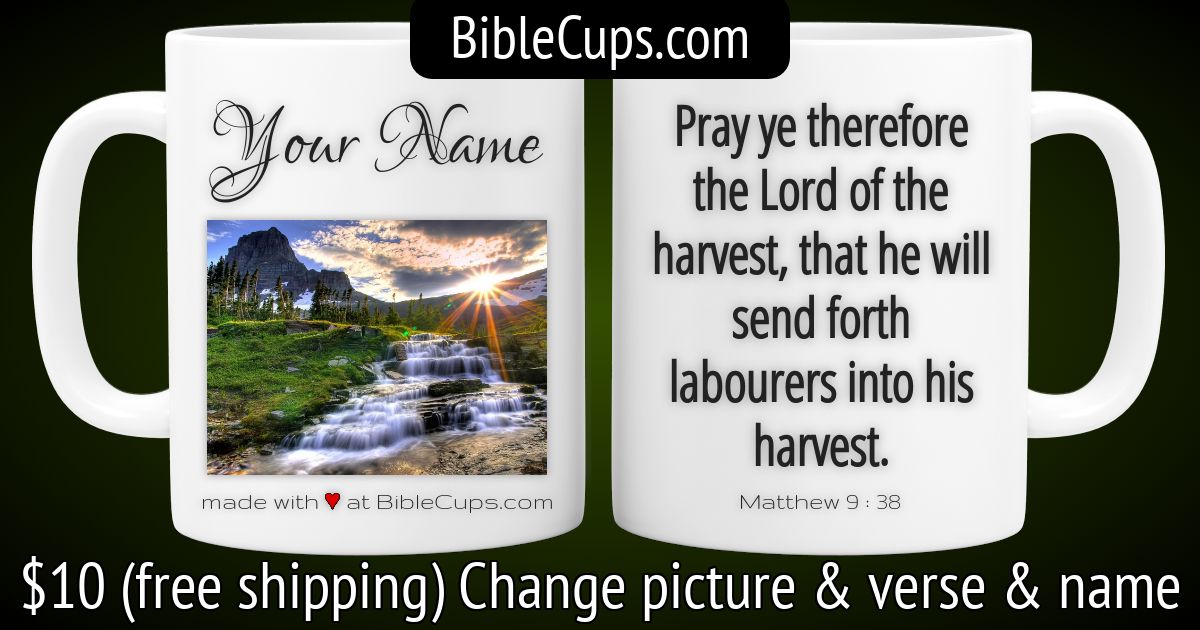 BibleCups.com
Your Name
made with ❤ at BibleCups.com
Pray ye therefore
the Lord of the
harvest, that he will
send forth
labourers into his
harvest.
Matthew 9 : 38
$10 (free shipping) Change picture & verse & name